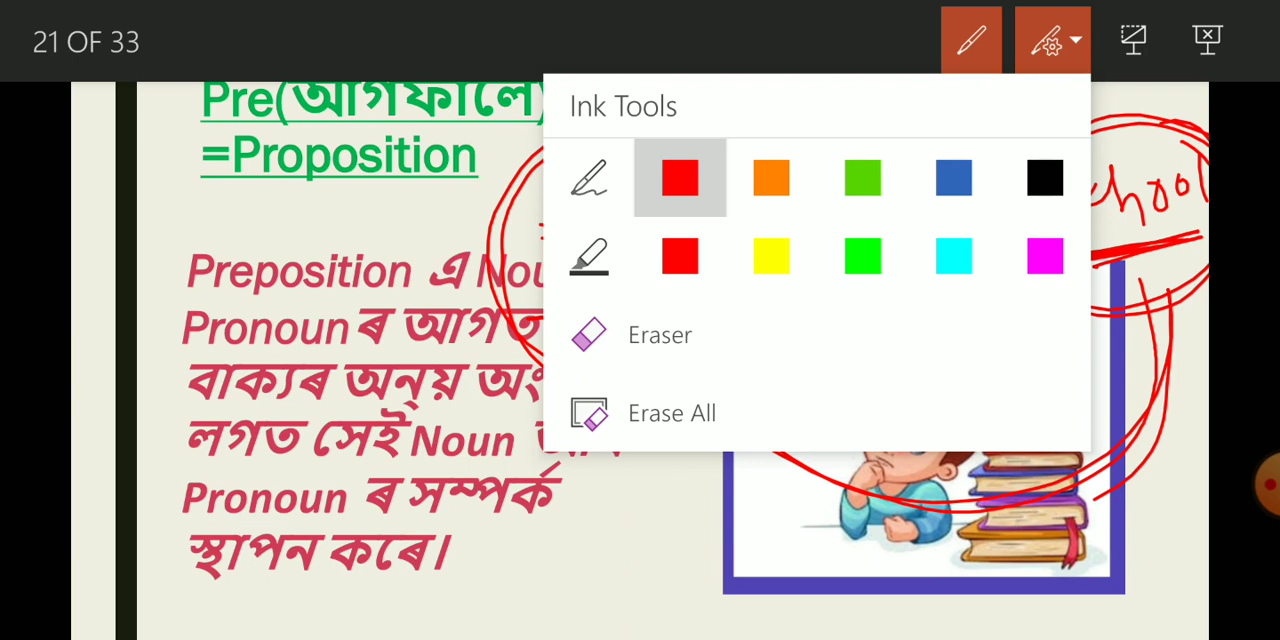 21 OF 33
Ink Tools
Eraser
Erase All
Pre(আগফালে)
=Proposition
Preposition এ
Pronoun ৰ আগত
বাক্যৰ অন্য়
লগত সেই Noun
Pronoun ৰ সম্পৰ্ক
স্থাপন কৰে।